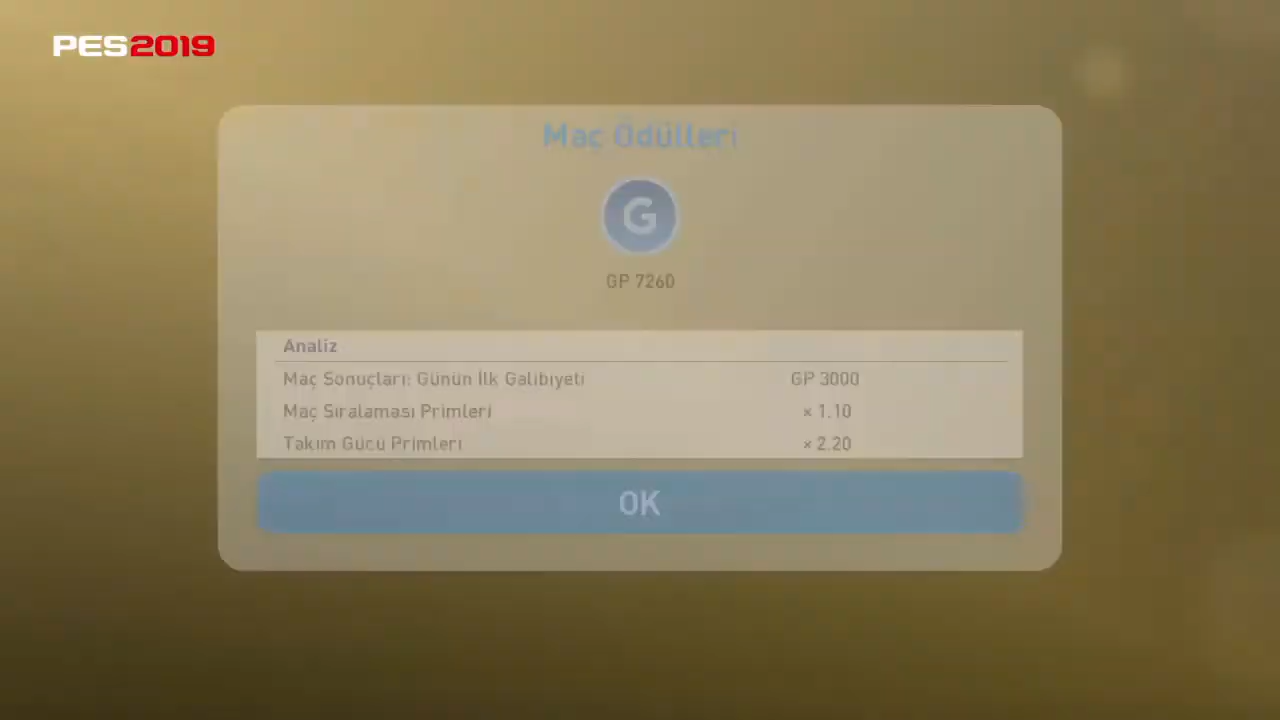 PES2019
Maç Ödülleri
G
GP 7260
Analiz
Maç Sonuçları: Günün İlk Galibiyeti GP 3000
Maç Sıralaması Primleri × 1.10
Takım Gücü Primleri × 2.20
OK